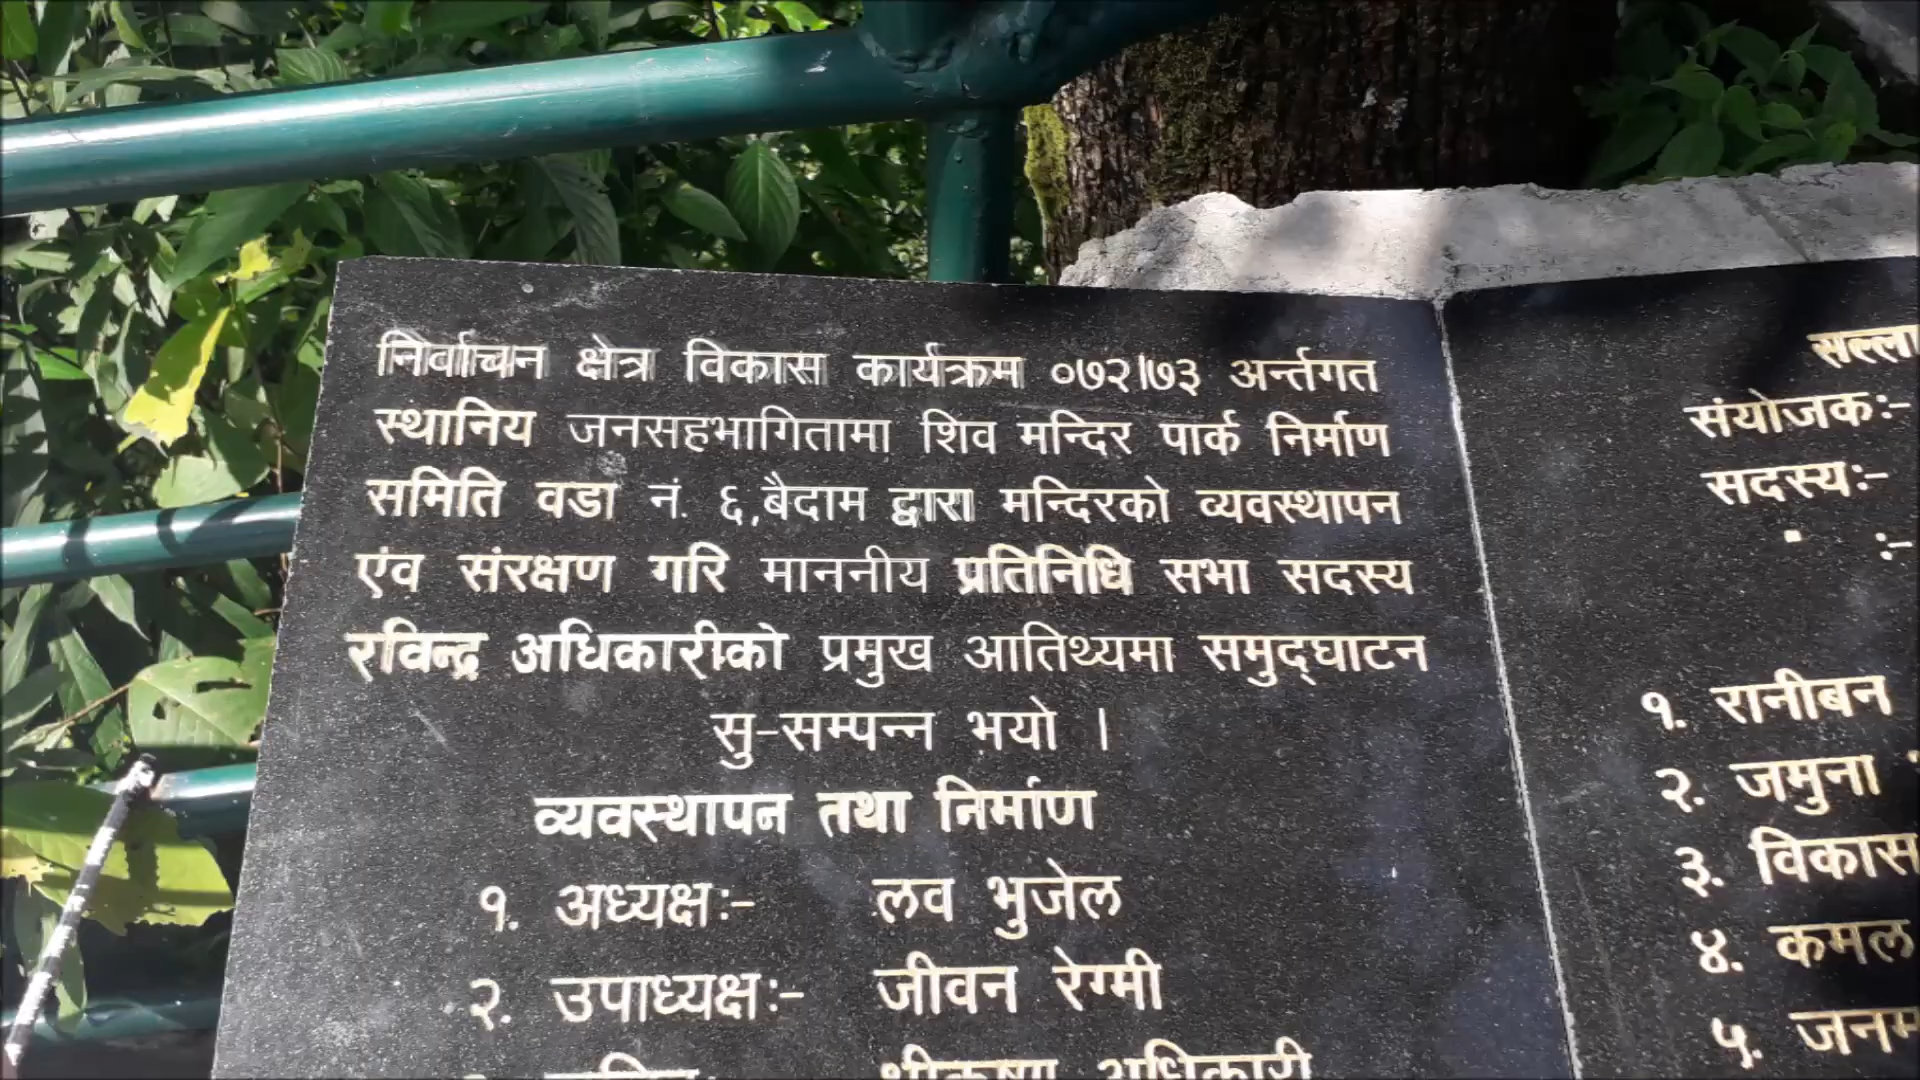 निर्वाचन क्षेत्र विकास कार्यक्रम ०७२।७३ अर्न्तगत
स्थानिय जनसहभागितामा शिव मन्दिर पार्क निर्माण
समिति वडा नं. ६,बैदाम द्वारा मन्दिरको व्यवस्थापन
एंव संरक्षण गरि माननीय प्रतिनिधि सभा सदस्य
रविन्द्र अधिकारीको प्रमुख आतिथ्यमा समुद्घाटन
सु-सम्पन्न भयो ।
व्यवस्थापन तथा निर्माण
१. अध्यक्षः- लव भुजेल
२. उपाध्यक्षः- जीवन रेग्मी
श्रीकृष्ण अधिकारी
संयोजकः-
सदस्यः-
१. रानीबन
२. जमुना
३. विकास
४. कमल
५.